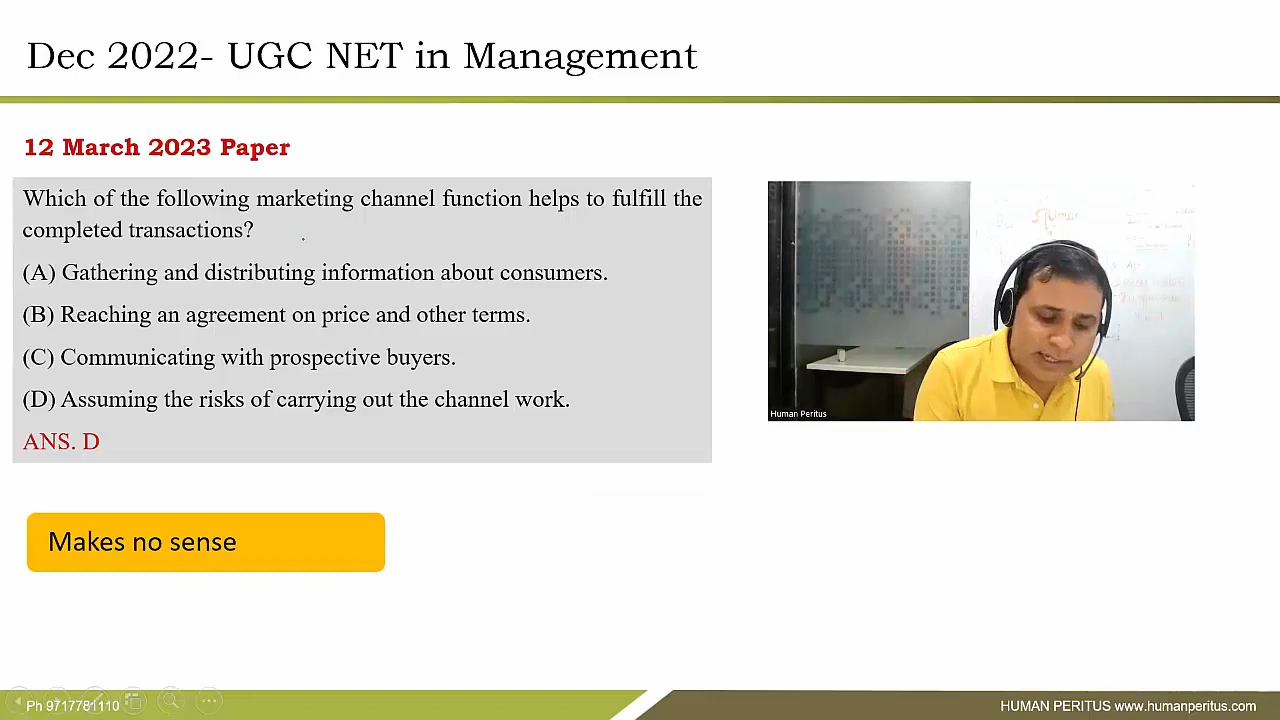 Dec 2022- UGC NET in Management
12 March 2023 Paper
Which of the following marketing channel function helps to fulfill the
completed transactions?
(A) Gathering and distributing information about consumers.
(B) Reaching an agreement on price and other terms.
(C) Communicating with prospective buyers.
(D) Assuming the risks of carrying out the channel work.
ANS. D
Human Peritus
Makes no sense
Ph 9717781110
HUMAN PERITUS www.humanperitus.com